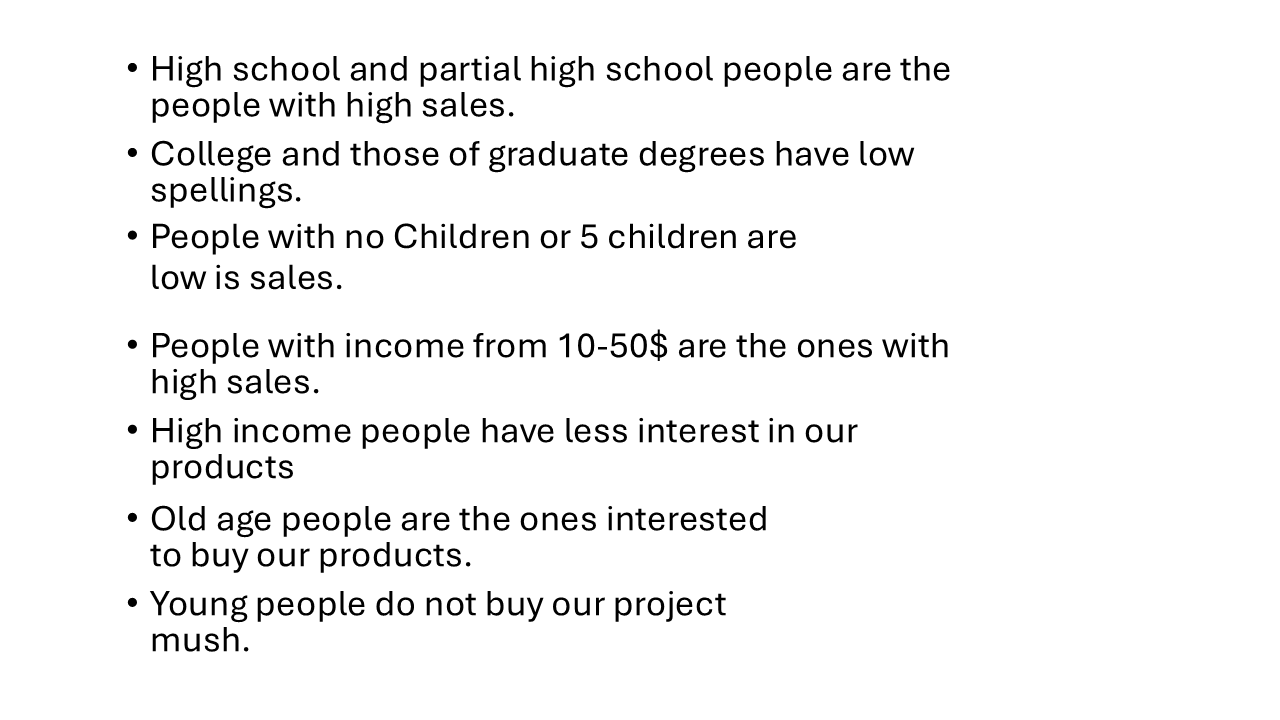 • High school and partial high school people are the
people with high sales.
• College and those of graduate degrees have low
spellings.
• People with no Children or 5 children are
low is sales.
• People with income from 10-50$ are the ones with
high sales.
• High income people have less interest in our
products
• Old age people are the ones interested
to buy our products.
• Young people do not buy our project
mush.